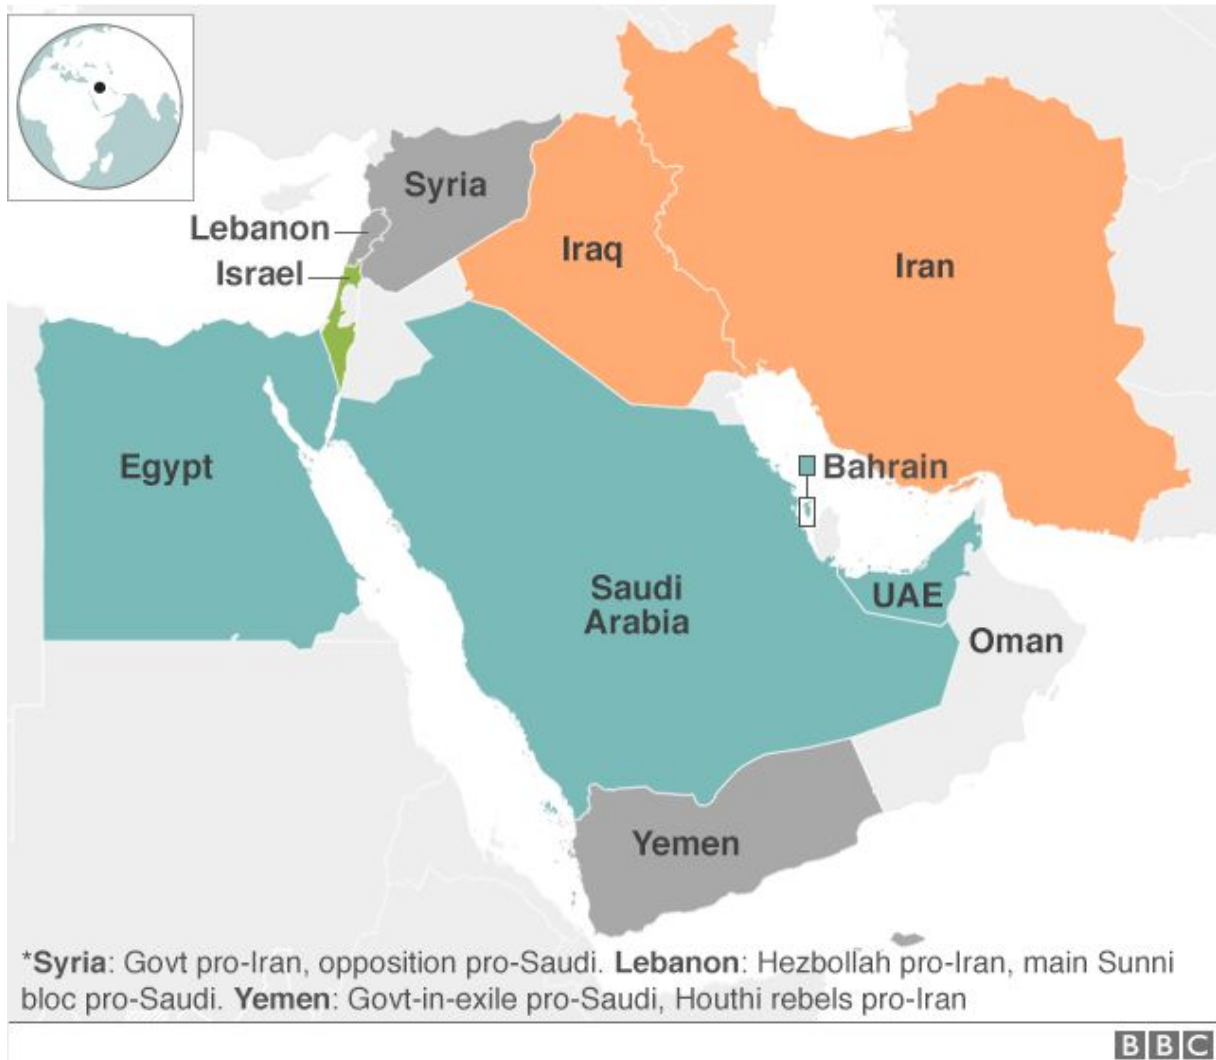 Syria
Lebanon
Israel
Iraq
Iran
Egypt
Bahrain
Saudi
Arabia
UAE
Oman
Yemen
*Syria: Govt pro-Iran, opposition pro-Saudi. Lebanon: Hezbollah pro-Iran, main Sunni
bloc pro-Saudi. Yemen: Govt-in-exile pro-Saudi, Houthi rebels pro-Iran
BBC